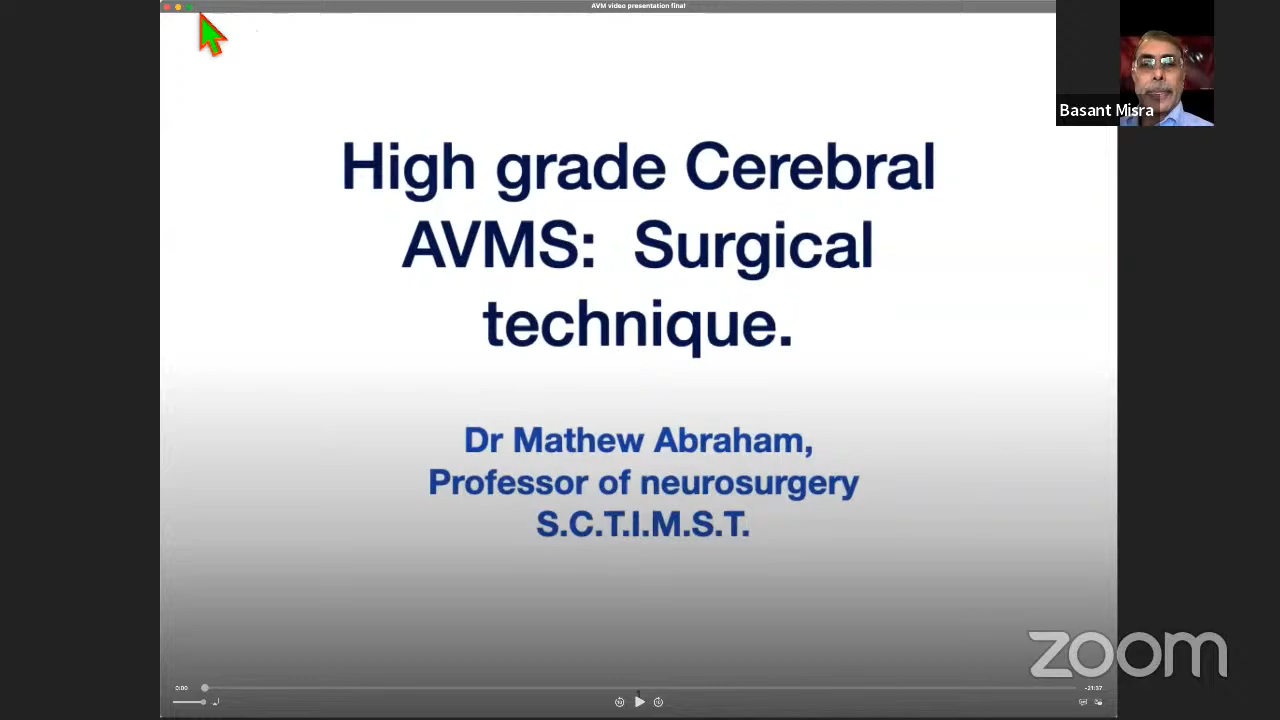 AVM video presentation final
Basant Misra
High grade Cerebral
AVMS: Surgical
technique.
Dr Mathew Abraham,
Professor of neurosurgery
S.C.T.I.M.S.T.
zoom
0:00
-21:37